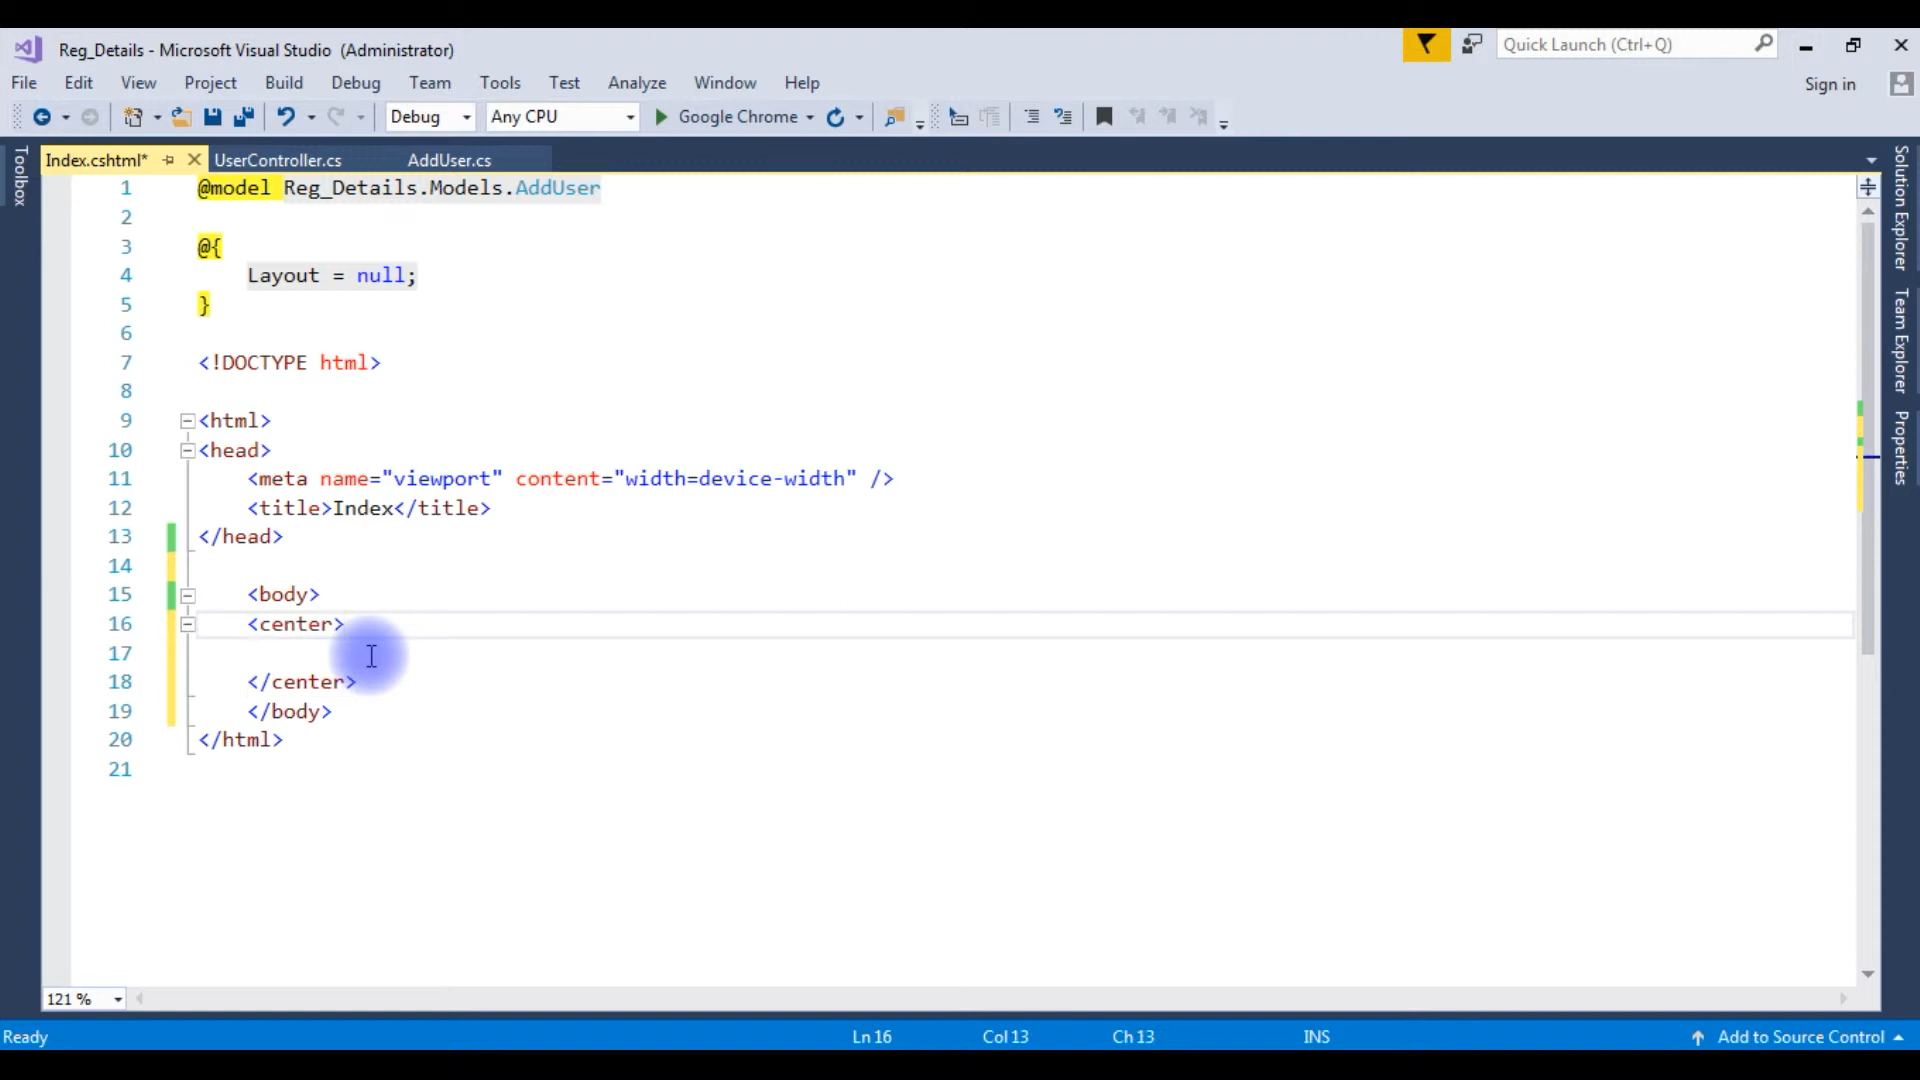 Reg_Details - Microsoft Visual Studio (Administrator)
Quick Launch (Ctrl+Q)
File Edit View Project Build Debug Team Tools Test Analyze Window Help
Sign in
Debug Any CPU Google Chrome
Toolbox
Index.cshtml* UserController.cs AddUser.cs
Solution Explorer
Team Explorer
Properties
1 @model Reg_Details.Models.AddUser
2
3 @{
4 Layout = null;
5 }
6
7 <!DOCTYPE html>
8
9 <html>
10 <head>
11 <meta name="viewport" content="width=device-width" />
12 <title>Index</title>
13 </head>
14
15 <body>
16 <center>
17
18 </center>
19 </body>
20 </html>
21
121 %
Ready Ln 16 Col 13 Ch 13 INS Add to Source Control